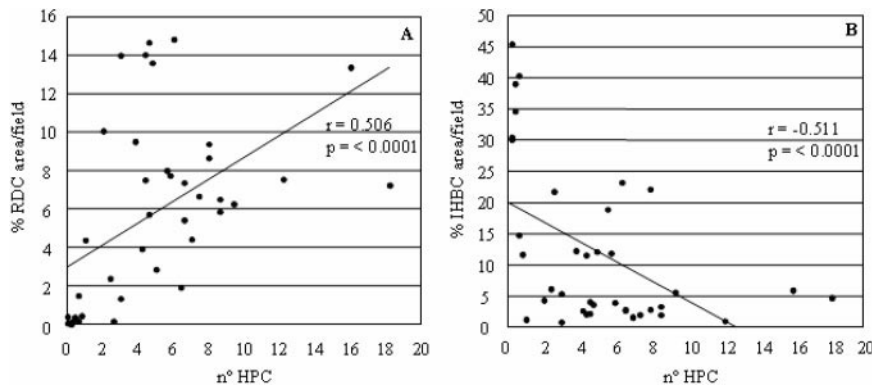 A
% RDC area/field
16
14
12
10
8
6
4
2
0
r = 0.506
p = < 0.0001
0 2 4 6 8 10 12 14 16 18 20
nº HPC
B
% IHBC area/field
50
45
40
35
30
25
20
15
10
5
0
r = -0.511
p = < 0.0001
0 2 4 6 8 10 12 14 16 18 20
nº HPC